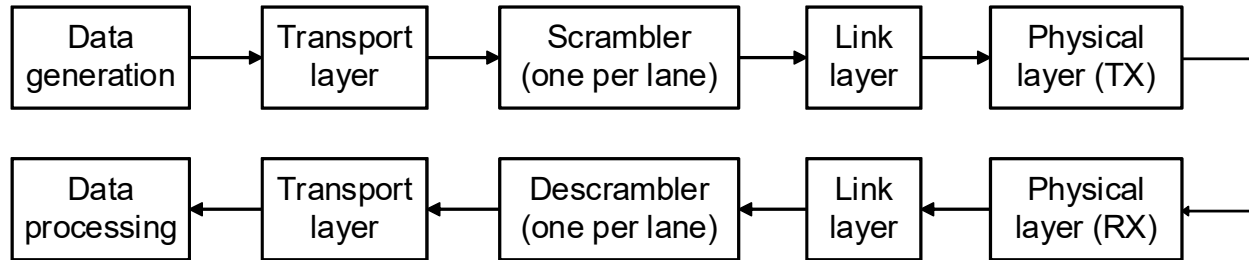 Data
generation
Transport
layer
Scrambler
(one per lane)
Link
layer
Physical
layer (TX)
Data
processing
Transport
layer
Descrambler
(one per lane)
Link
layer
Physical
layer (RX)